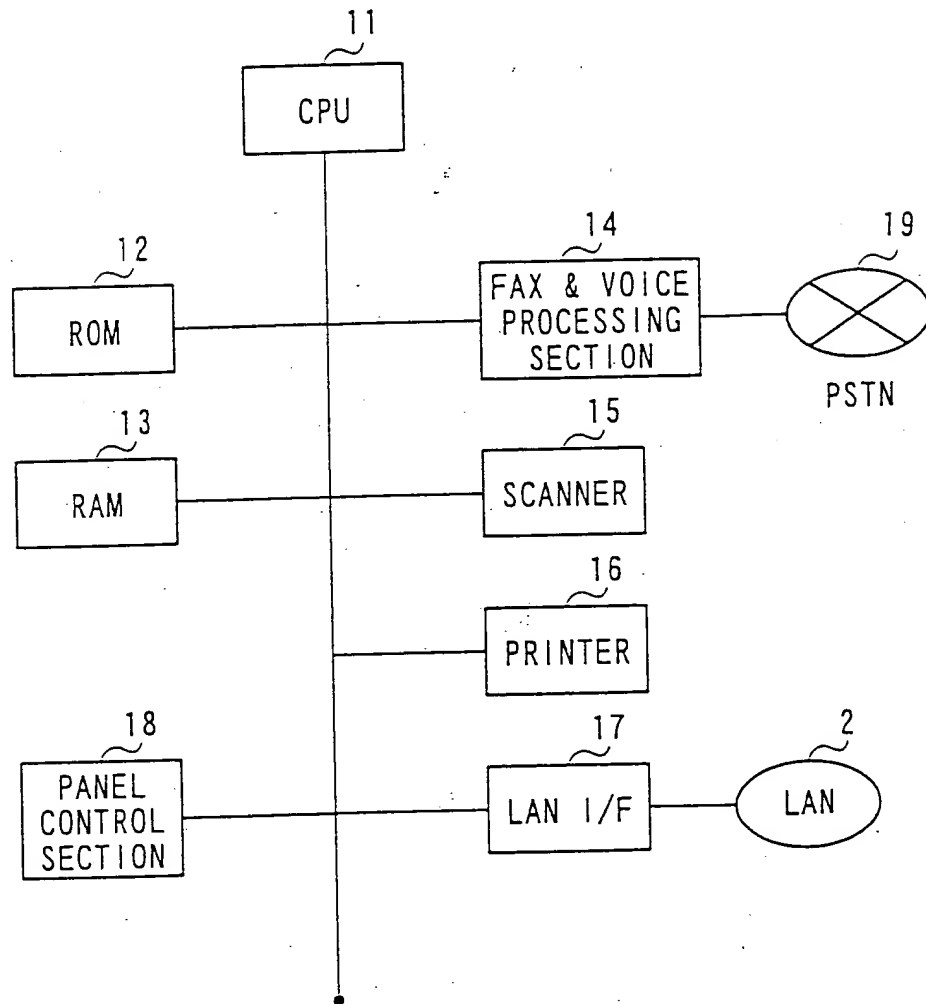 11
CPU
12
ROM
14
FAX & VOICE
PROCESSING
SECTION
19
PSTN
13
RAM
15
SCANNER
16
PRINTER
18
PANEL
CONTROL
SECTION
17
LAN I/F
2
LAN